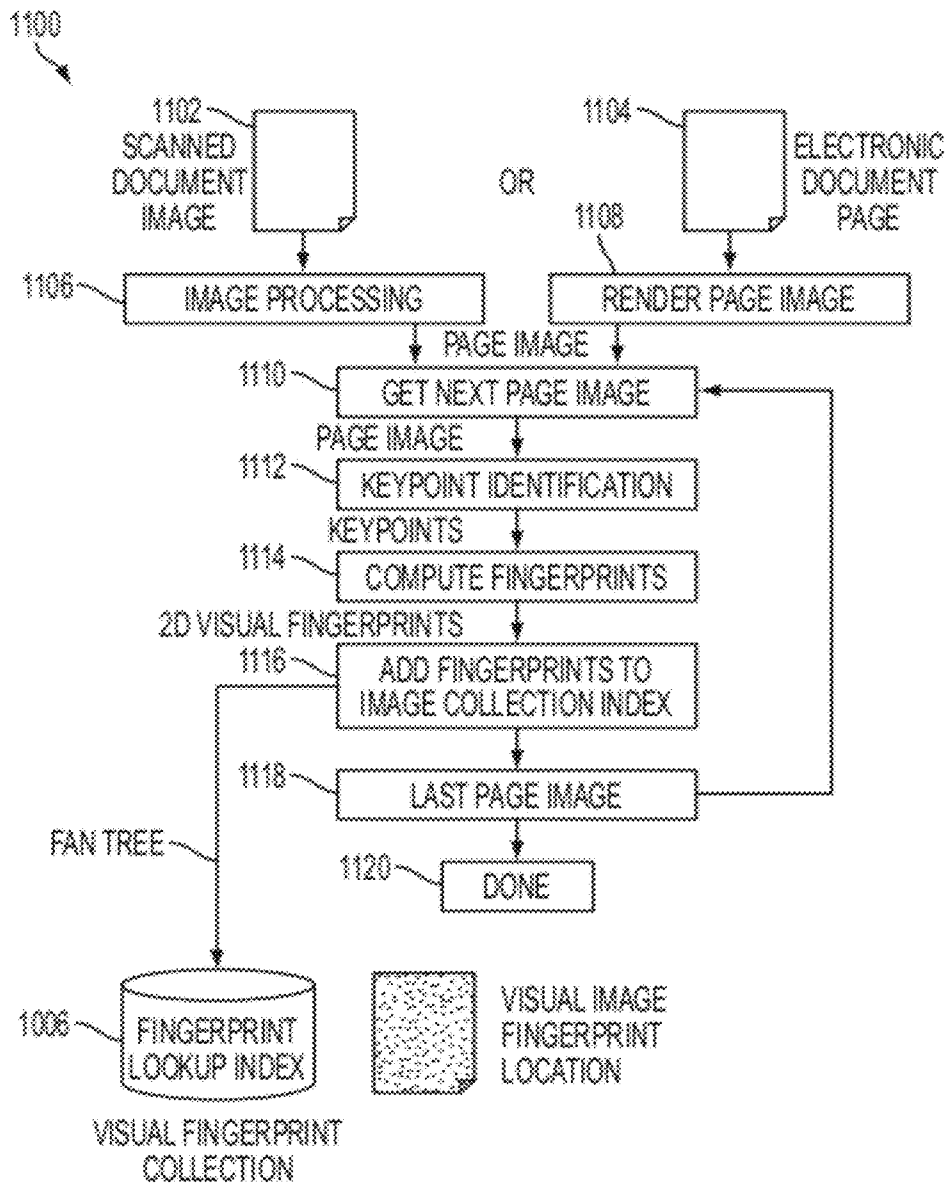 1100
1102
SCANNED
DOCUMENT
IMAGE
OR
1104
ELECTRONIC
DOCUMENT
PAGE
1106
IMAGE PROCESSING
1108
RENDER PAGE IMAGE
PAGE IMAGE
1110
GET NEXT PAGE IMAGE
PAGE IMAGE
1112
KEYPOINT IDENTIFICATION
KEYPOINTS
1114
COMPUTE FINGERPRINTS
2D VISUAL FINGERPRINTS
1116
ADD FINGERPRINTS TO
IMAGE COLLECTION INDEX
1118
LAST PAGE IMAGE
FAN TREE
1120
DONE
1006
FINGERPRINT
LOOKUP INDEX
VISUAL FINGERPRINT
COLLECTION
VISUAL IMAGE
FINGERPRINT
LOCATION